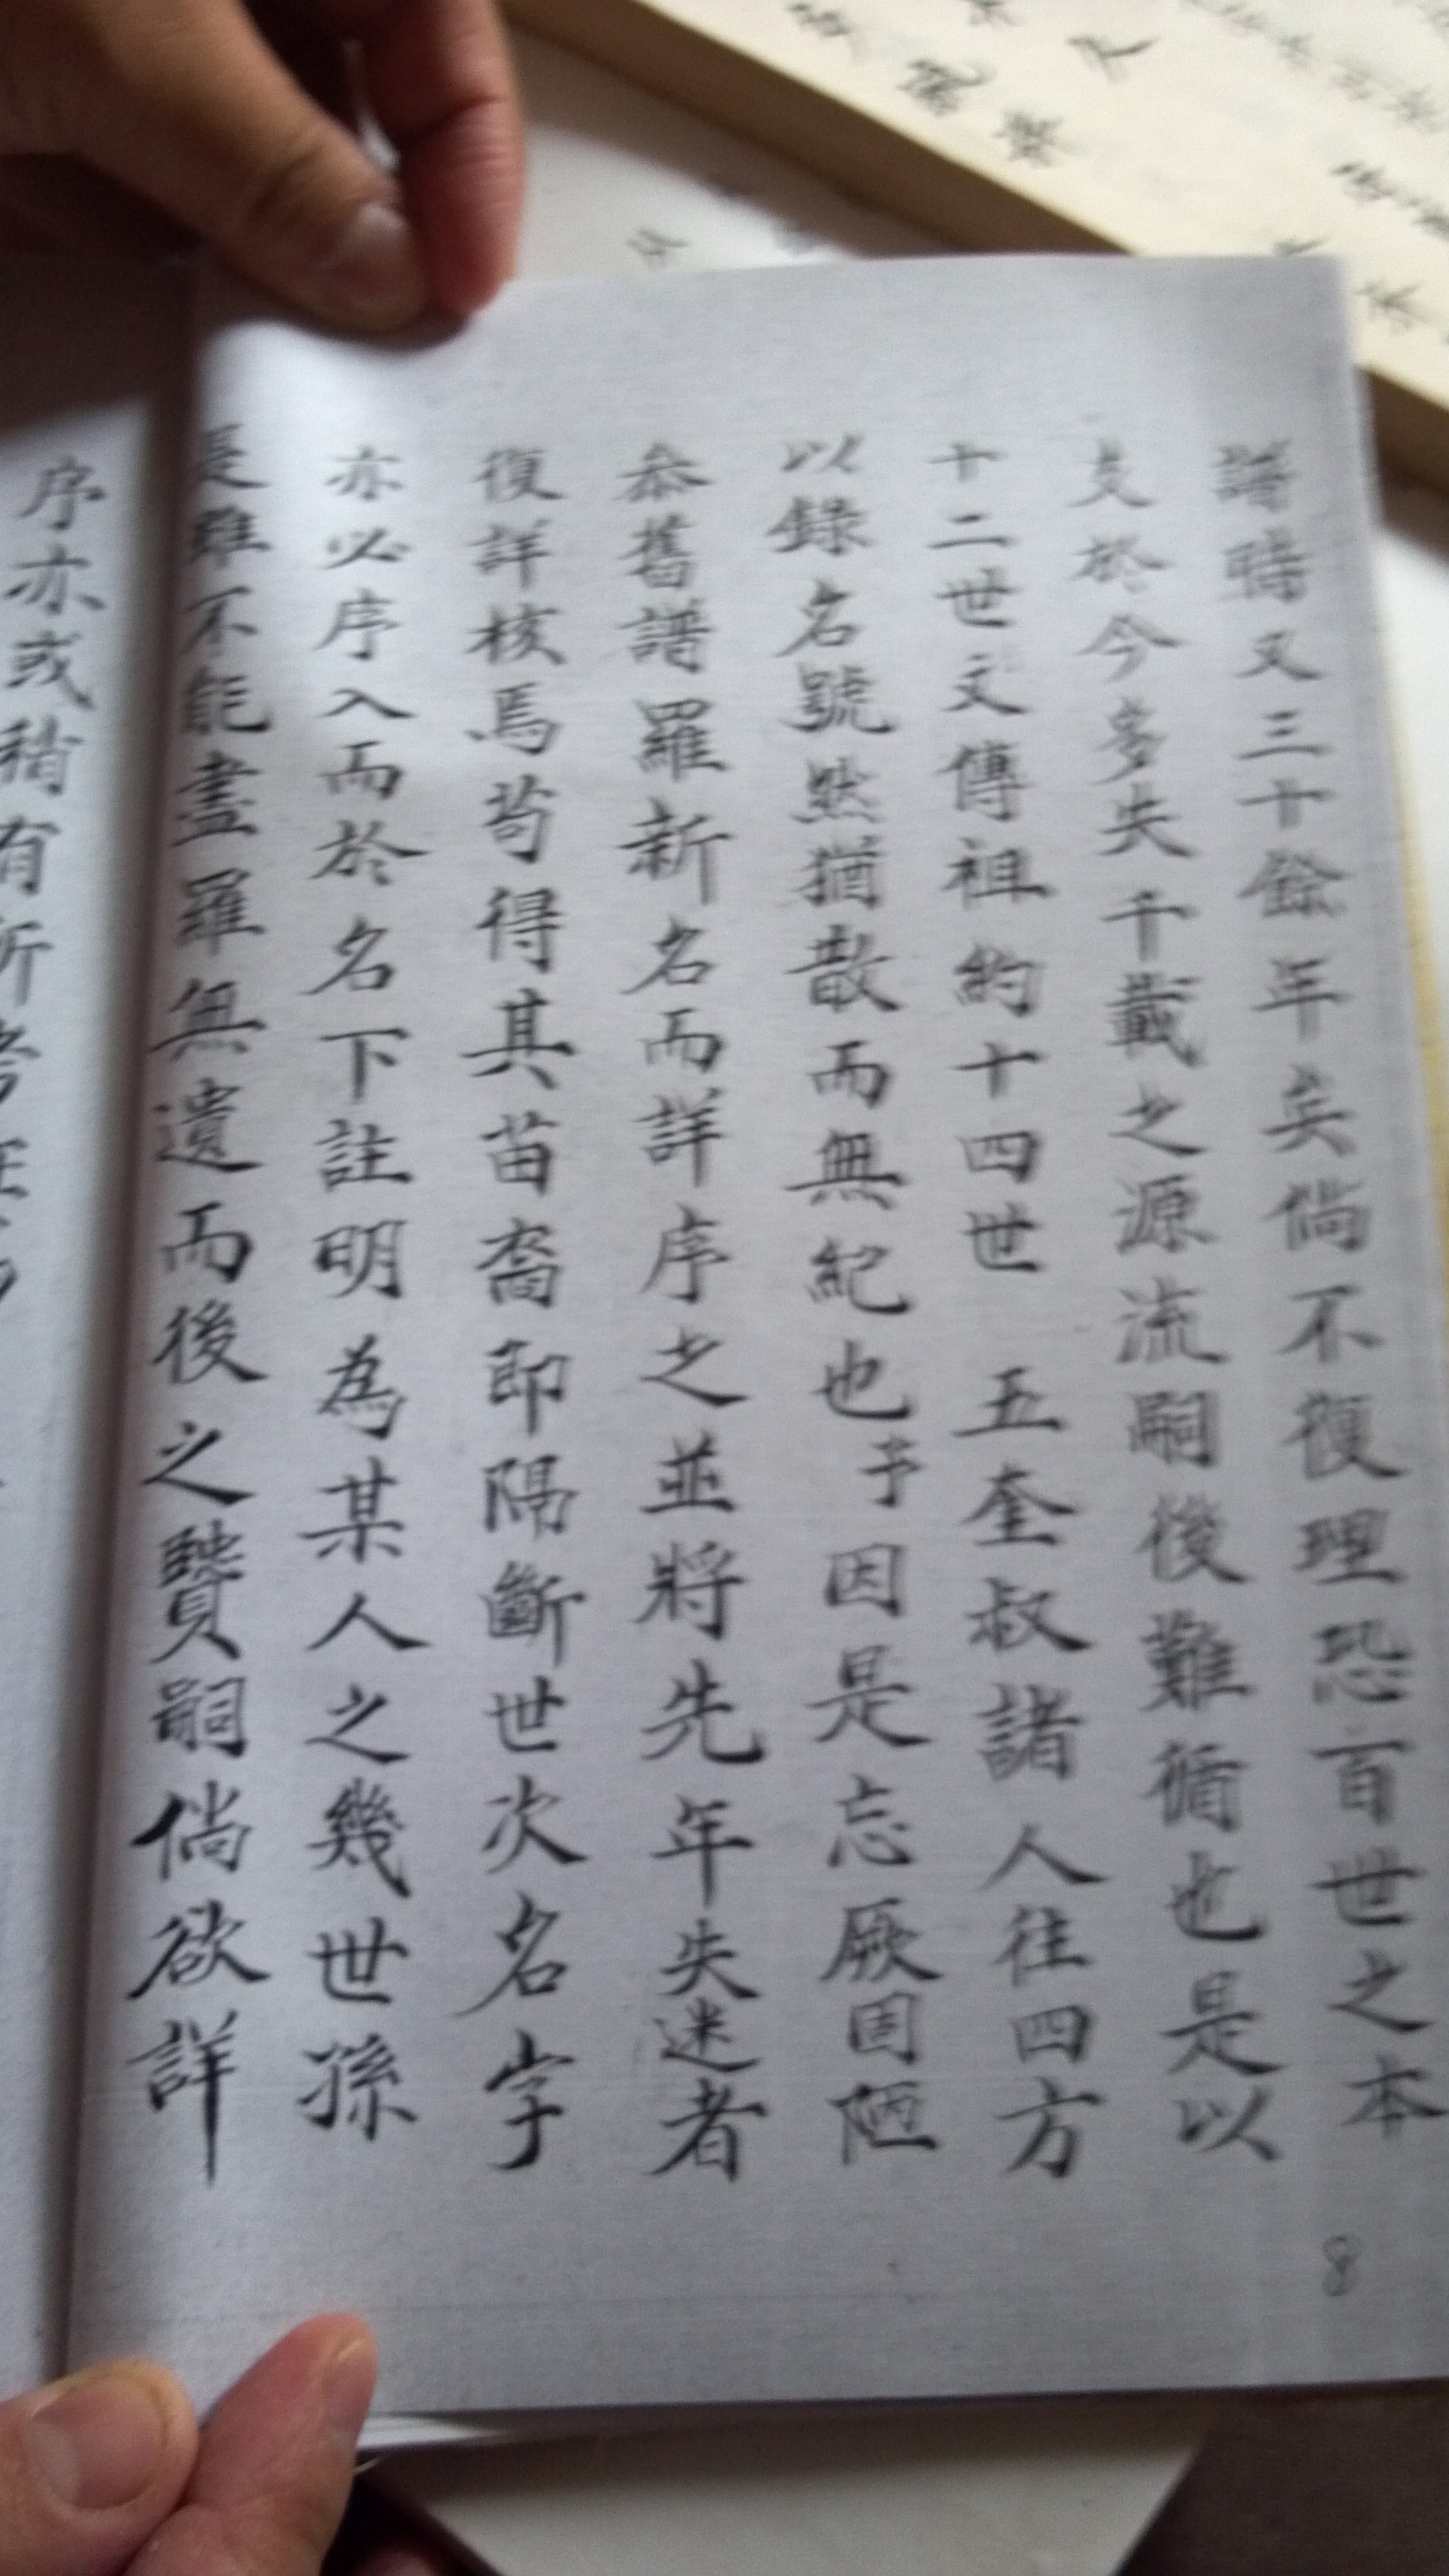 譜時又三十餘年矣倘不復理恐百世之本
支於今多失千載之源流嗣後難循也是以
十二世文傳祖約十四世五奎叔諸人往四方
以錄名號然猶散而無紀也予因是忘厥固陋
叅舊譜羅新名而詳序之並將先年失迷者
復詳核焉苟得其苗裔即隔斷世次名字
亦必序入而於名下註明為某人之幾世孫
是雖不能盡羅無遺而後之賢嗣倘欲詳
序亦或稍有所考
8